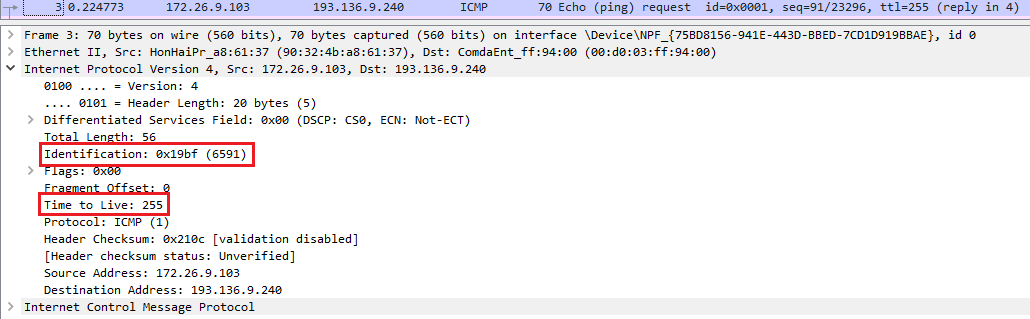 3 0.224773 172.26.9.103 193.136.9.240 ICMP 70 Echo (ping) request id=0x0001, seq=91/23296, ttl=255 (reply in 4)
Frame 3: 70 bytes on wire (560 bits), 70 bytes captured (560 bits) on interface \Device\NPF_{75BD8156-941E-443D-BBED-7CD1D919BBAE}, id 0
Ethernet II, Src: HonHaiPr_a8:61:37 (90:32:4b:a8:61:37), Dst: ComdaEnt_ff:94:00 (00:d0:03:ff:94:00)
Internet Protocol Version 4, Src: 172.26.9.103, Dst: 193.136.9.240
0100 .... = Version: 4
.... 0101 = Header Length: 20 bytes (5)
Differentiated Services Field: 0x00 (DSCP: CS0, ECN: Not-ECT)
Total Length: 56
Identification: 0x19bf (6591)
Flags: 0x00
Fragment Offset: 0
Time to Live: 255
Protocol: ICMP (1)
Header Checksum: 0x210c [validation disabled]
[Header checksum status: Unverified]
Source Address: 172.26.9.103
Destination Address: 193.136.9.240
Internet Control Message Protocol